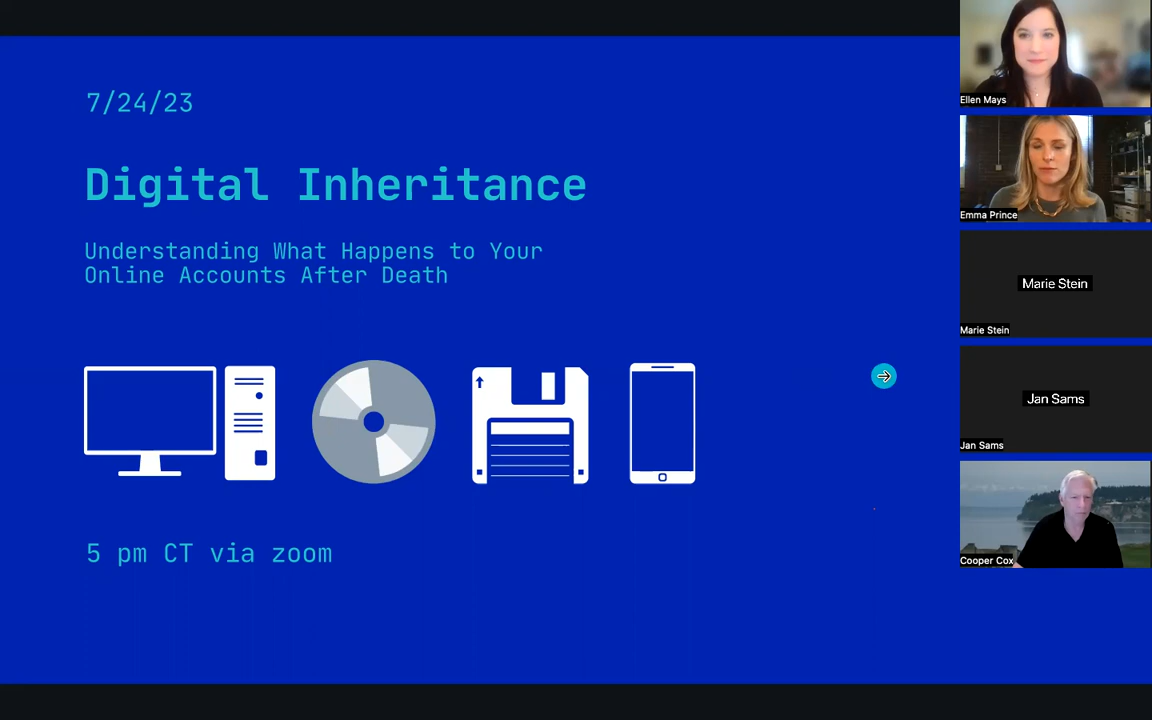 7/24/23
Digital Inheritance
Understanding What Happens to Your
Online Accounts After Death
5 pm CT via zoom
Ellen Mays
Emma Prince
Marie Stein
Marie Stein
Jan Sams
Jan Sams
Cooper Cox